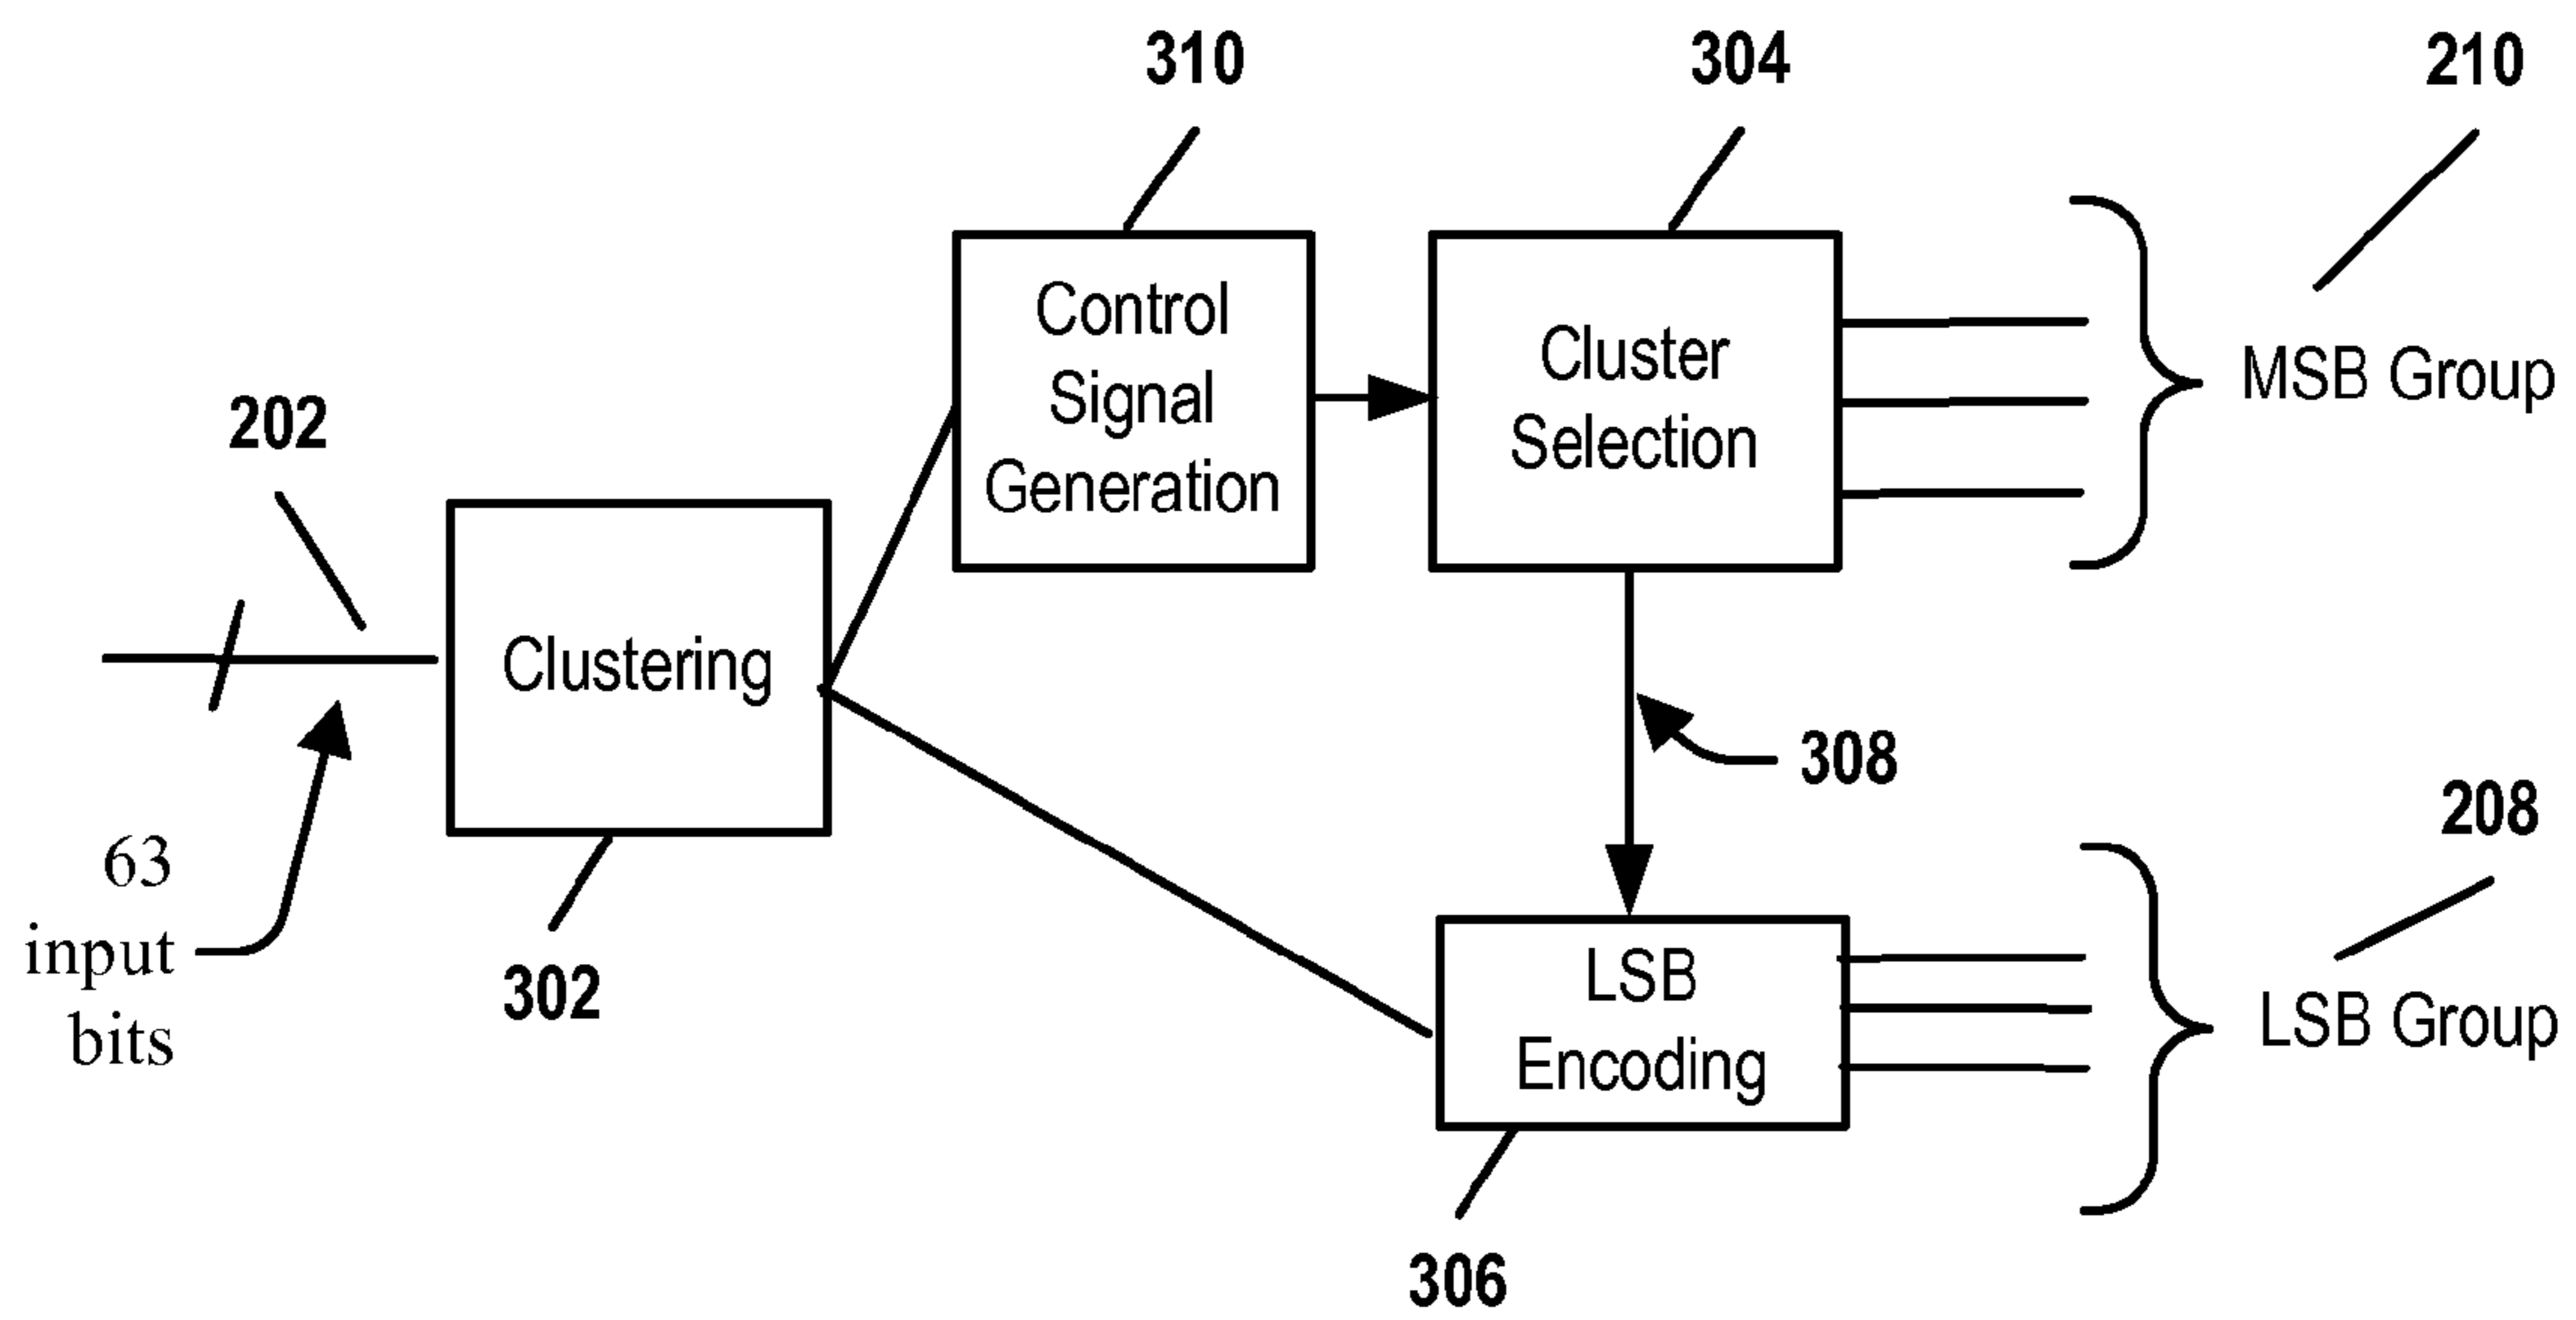 310
304
210
Control
Signal
Generation
Cluster
Selection
MSB Group
202
Clustering
308
208
63
input
bits
302
LSB
Encoding
LSB Group
306